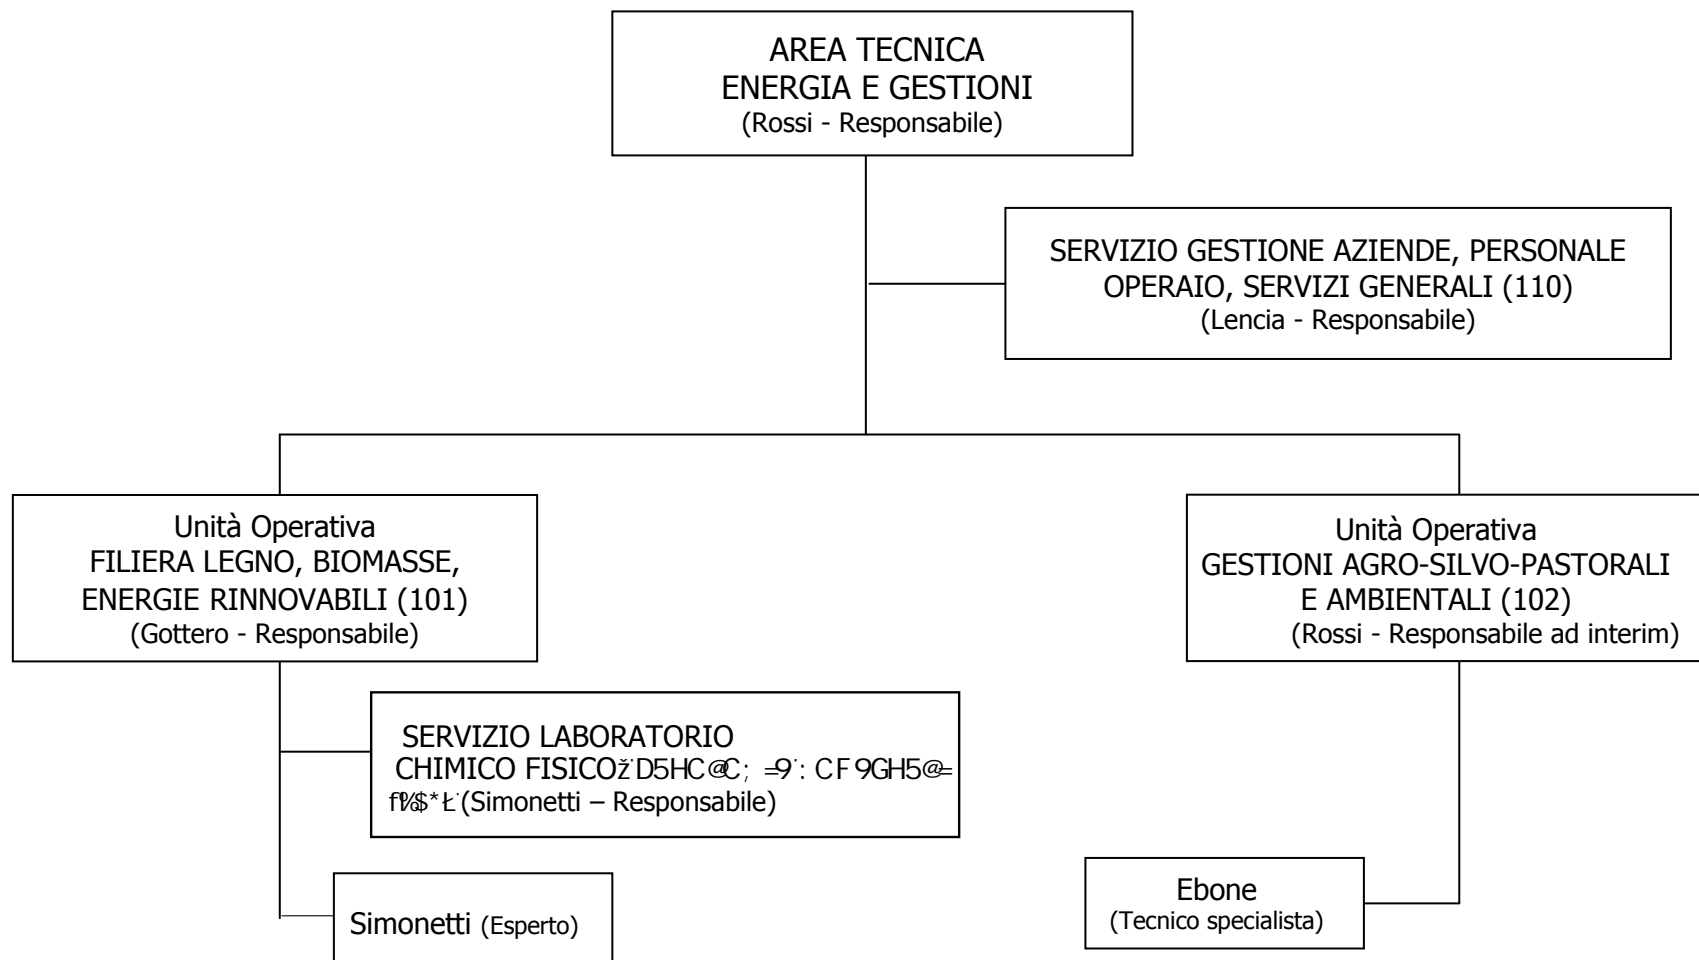 AREA TECNICA
ENERGIA E GESTIONI
(Rossi - Responsabile)
SERVIZIO GESTIONE AZIENDE, PERSONALE
OPERAIO, SERVIZI GENERALI (110)
(Lencia - Responsabile)
Unità Operativa
FILIERA LEGNO, BIOMASSE,
ENERGIE RINNOVABILI (101)
(Gottero - Responsabile)
Unità Operativa
GESTIONI AGRO-SILVO-PASTORALI
E AMBIENTALI (102)
(Rossi - Responsabile ad interim)
SERVIZIO LABORATORIO
CHIMICO FISICO
(Simonetti – Responsabile)
Simonetti (Esperto)
Ebone
(Tecnico specialista)